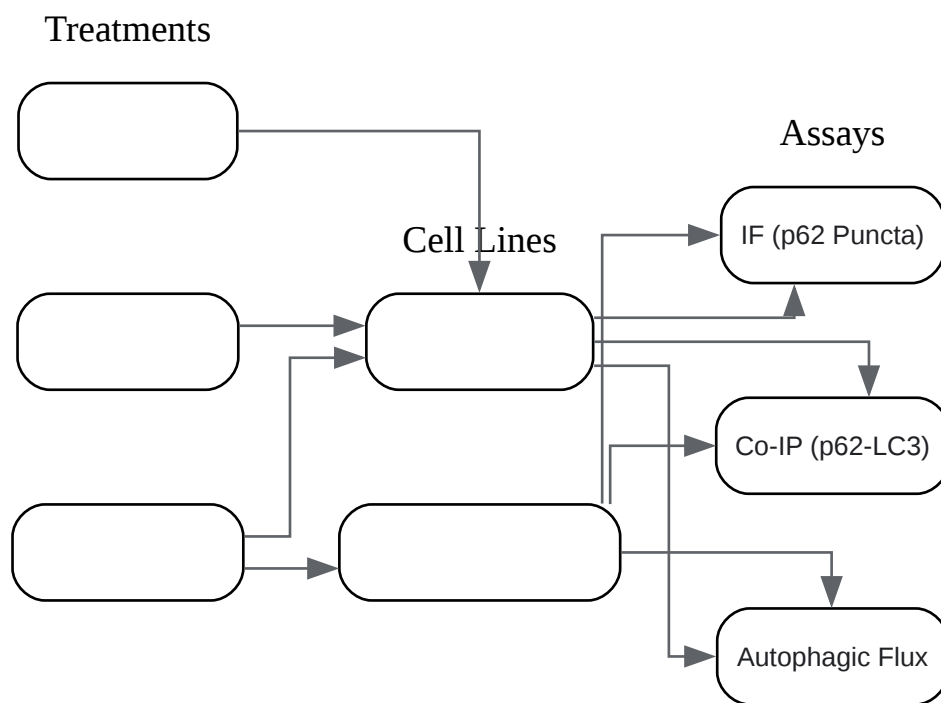 Treatments
Assays
Cell Lines
IF (p62 Puncta)
Co-IP (p62-LC3)
Autophagic Flux